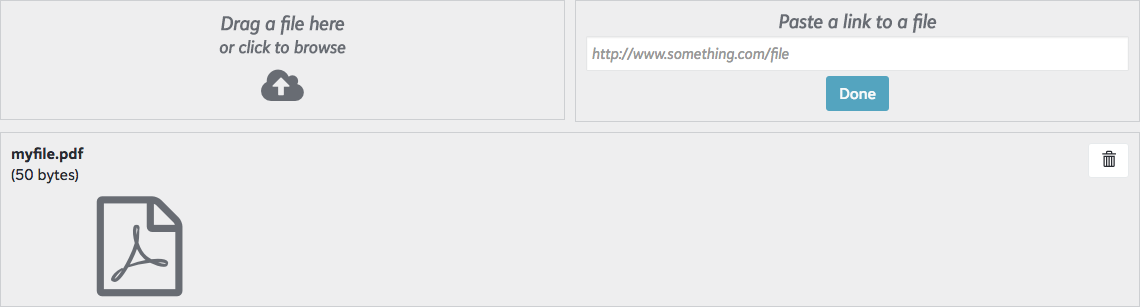 Drag a file here
or click to browse
Paste a link to a file
http://www.something.com/file
Done
myfile.pdf
(50 bytes)